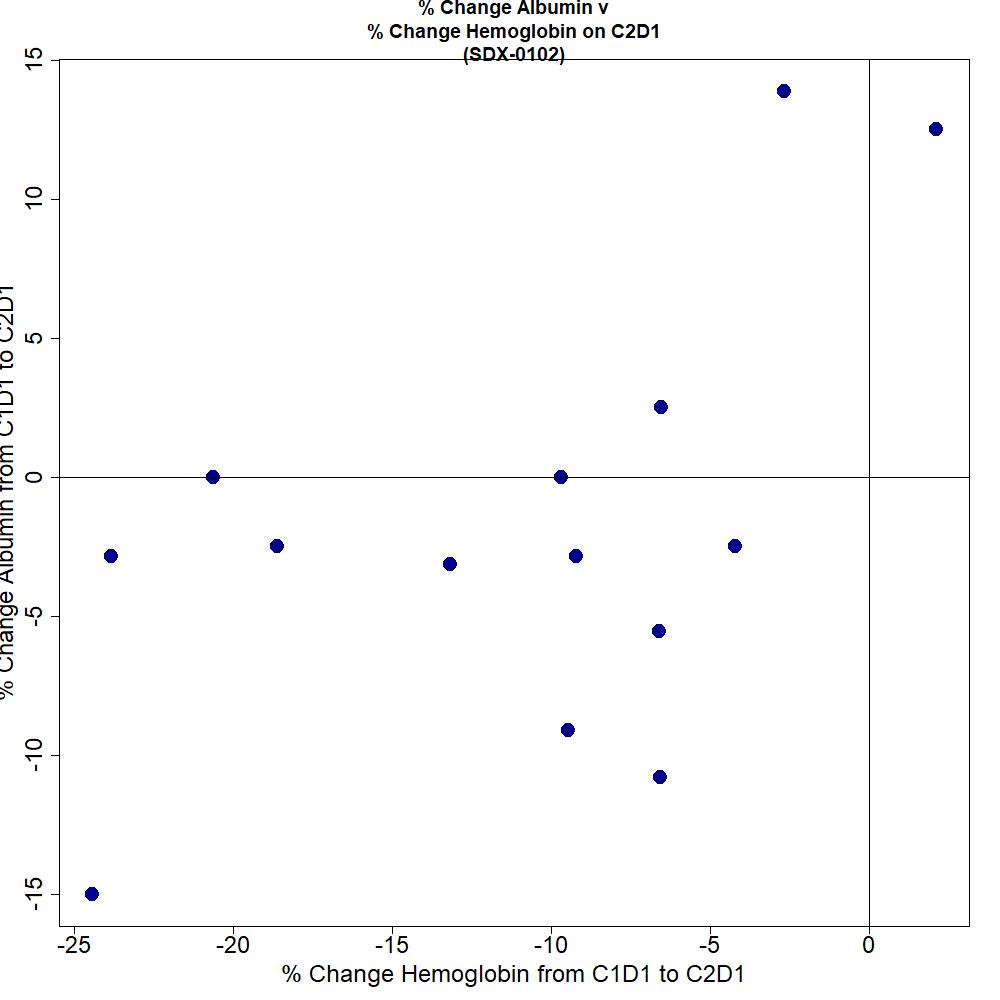 % Change Albumin v
% Change Hemoglobin on C2D1
(SDX-0102)
15
10
5
0
-5
-10
-15
% Change Albumin from C1D1 to C2D1
-25
-20
-15
-10
-5
0
% Change Hemoglobin from C1D1 to C2D1